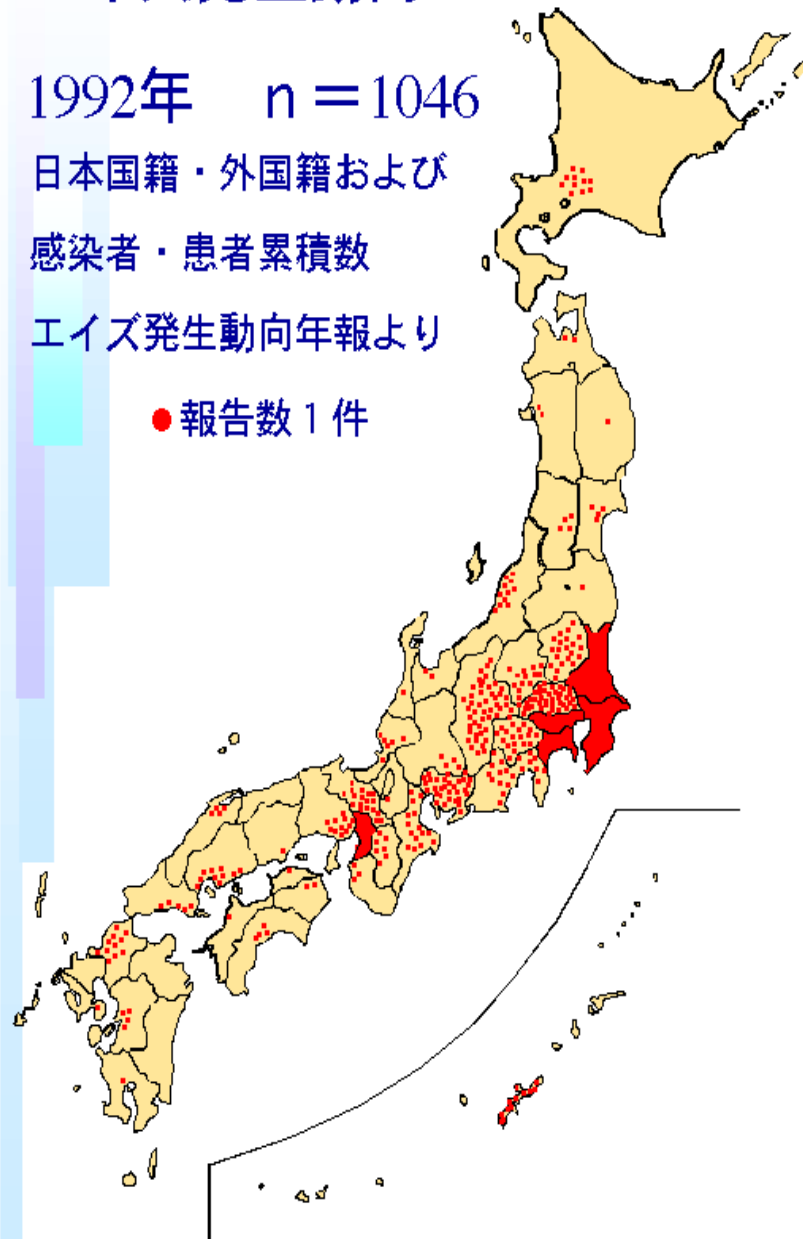 1992年 n＝1046
日本国籍・外国籍および
感染者・患者累積数
エイズ発生動向年報より
●報告数１件